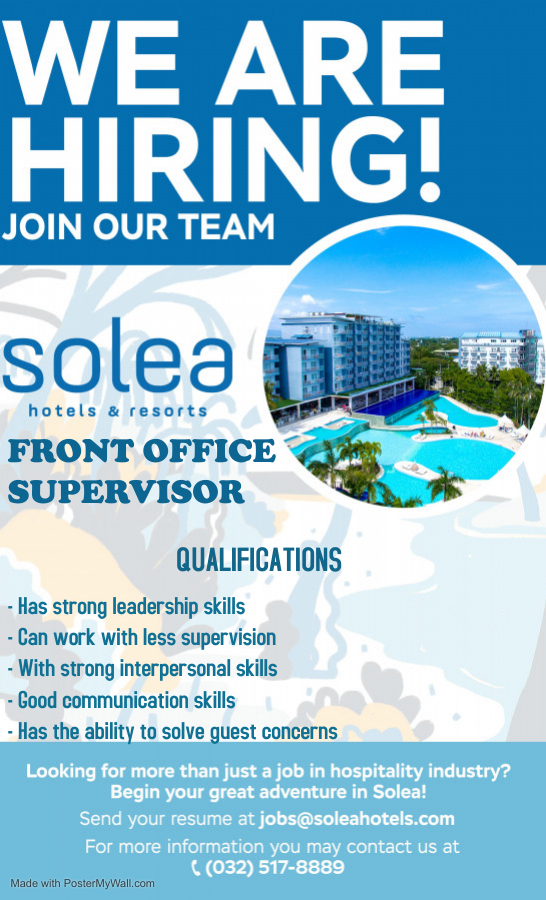 WE ARE
HIRING!
JOIN OUR TEAM
solea
hotels & resorts
FRONT OFFICE
SUPERVISOR
QUALIFICATIONS
- Has strong leadership skills
- Can work with less supervision
- With strong interpersonal skills
- Good communication skills
- Has the ability to solve guest concerns
Looking for more than just a job in hospitality industry?
Begin your great adventure in Solea!
Send your resume at jobs@soleahotels.com
For more information you may contact us at
(032) 517-8889
Made with PosterMyWall.com